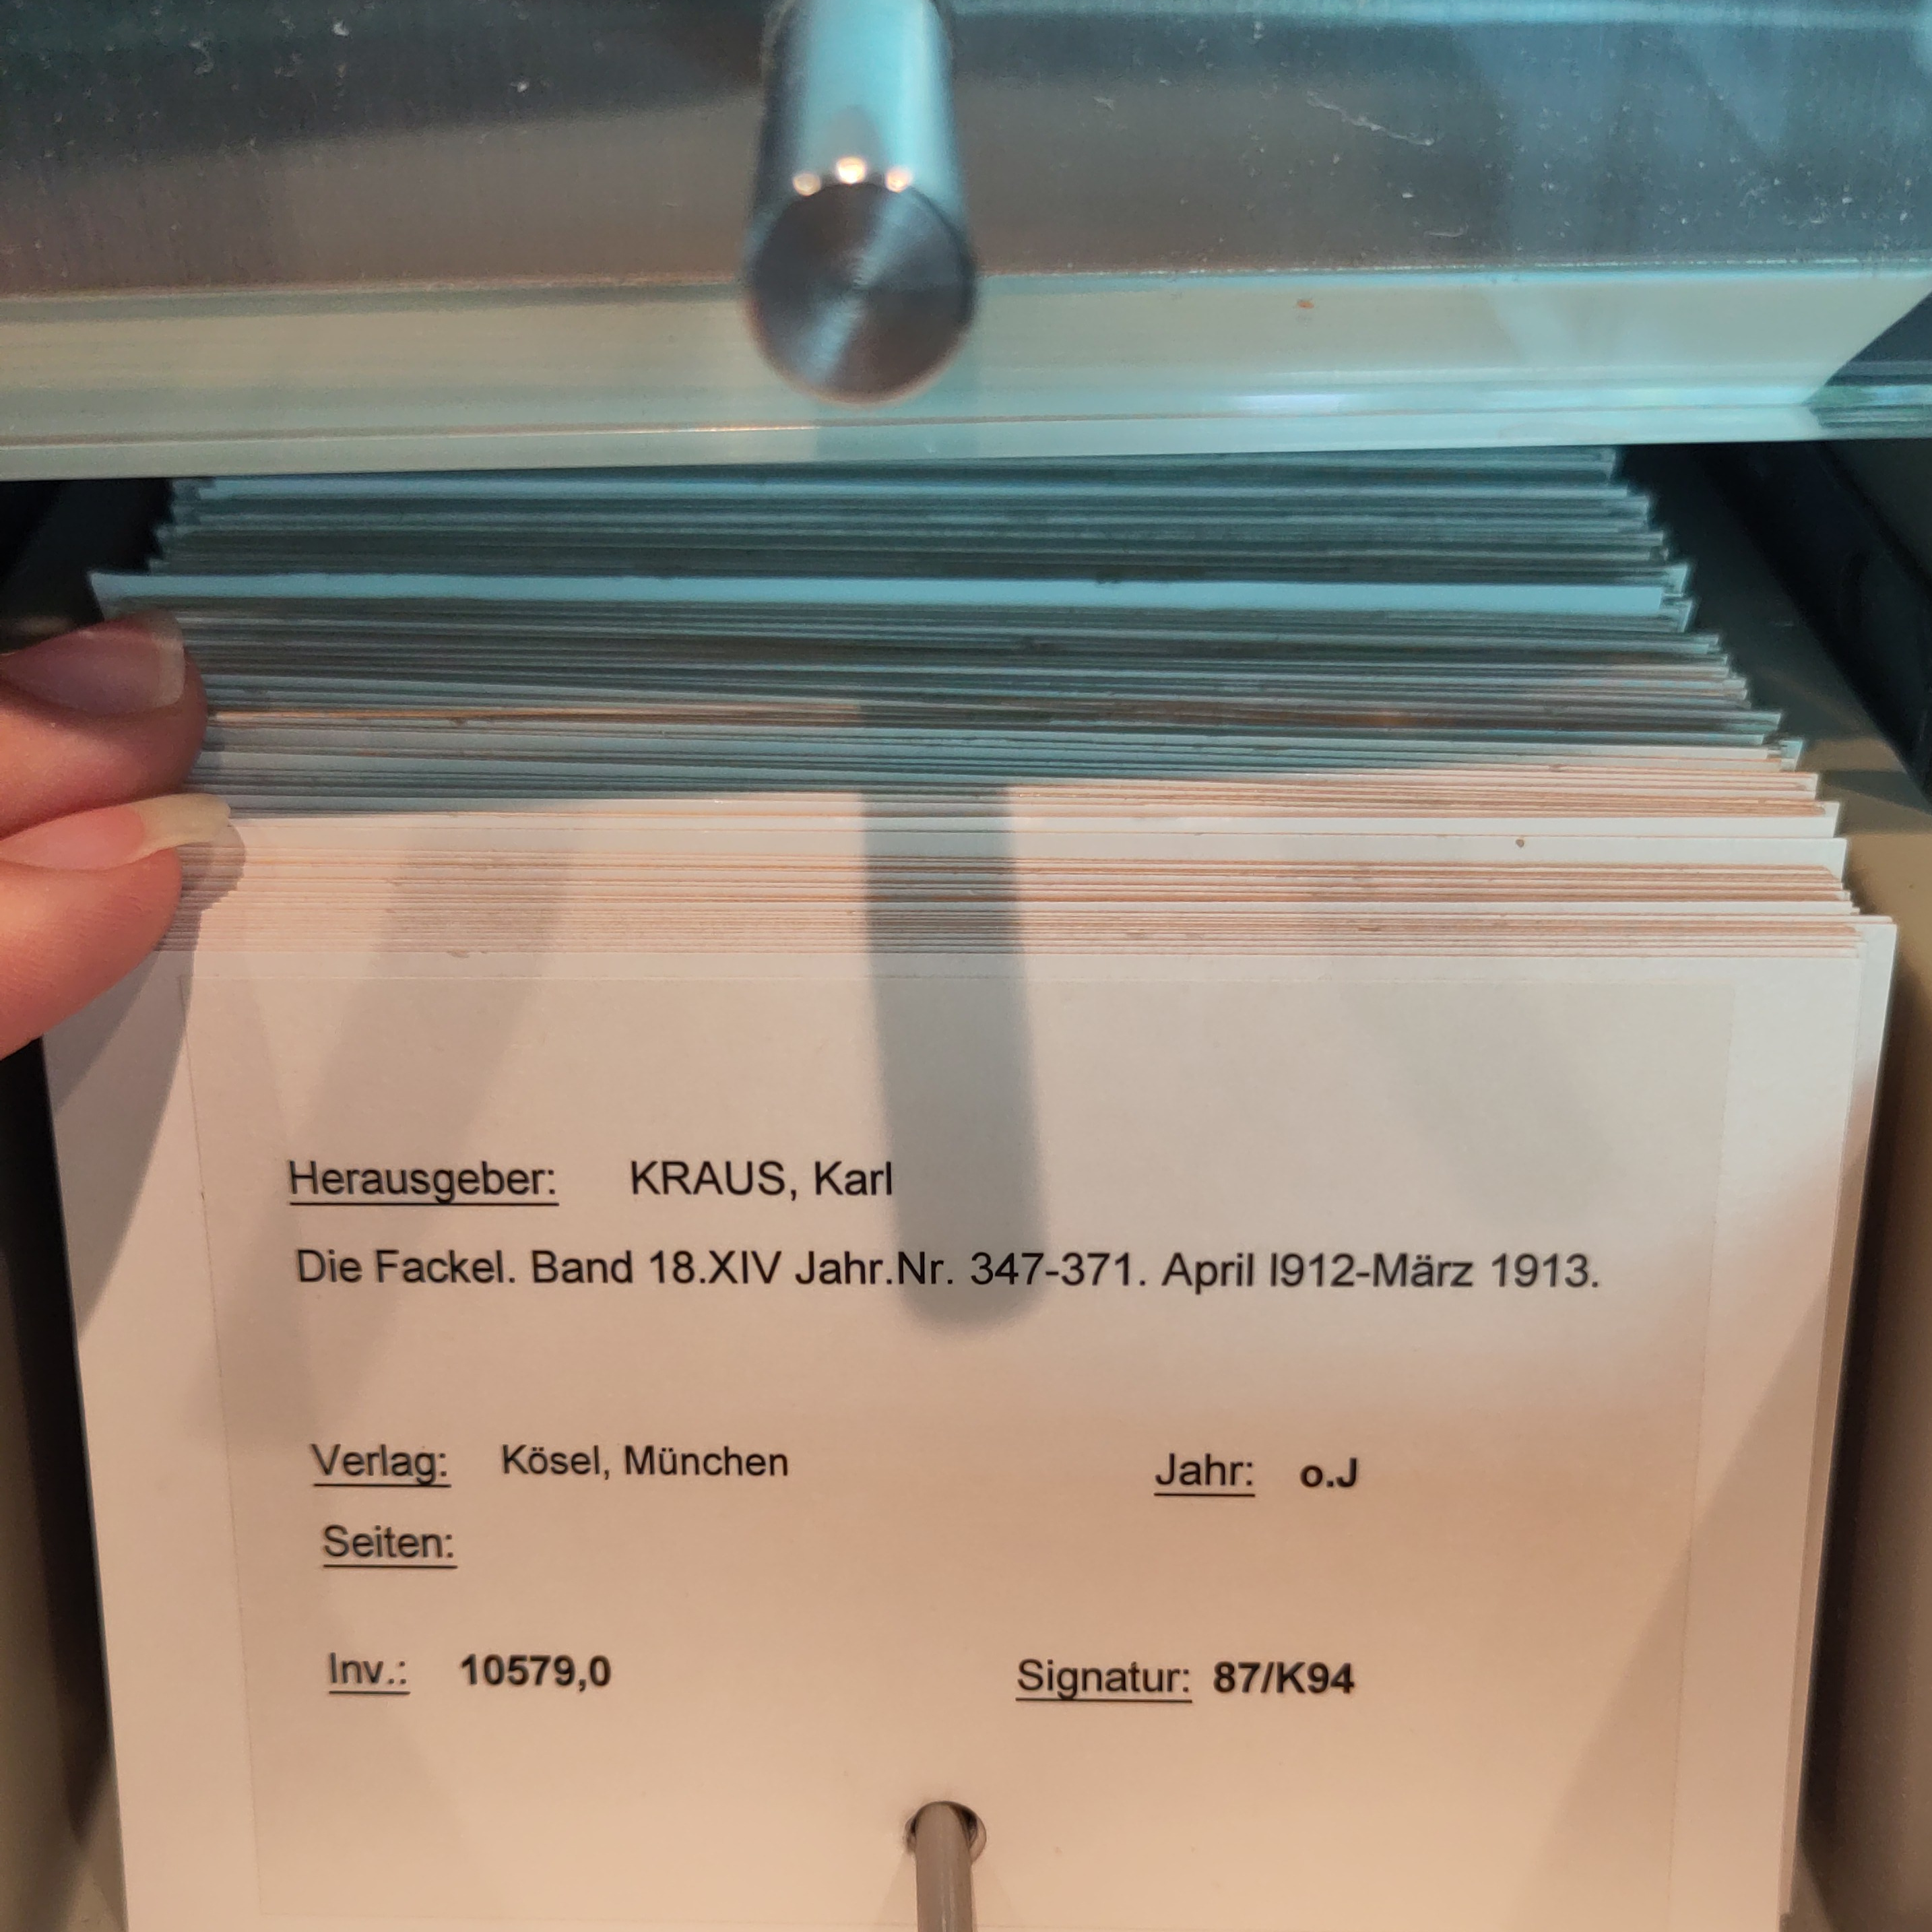 Herausgeber: KRAUS, Karl
Die Fackel. Band 18.XIV Jahr.Nr. 347-371. April I912-März 1913.
Verlag: Kösel, München Jahr: o.J
Seiten:
Inv.: 10579,0 Signatur: 87/K94